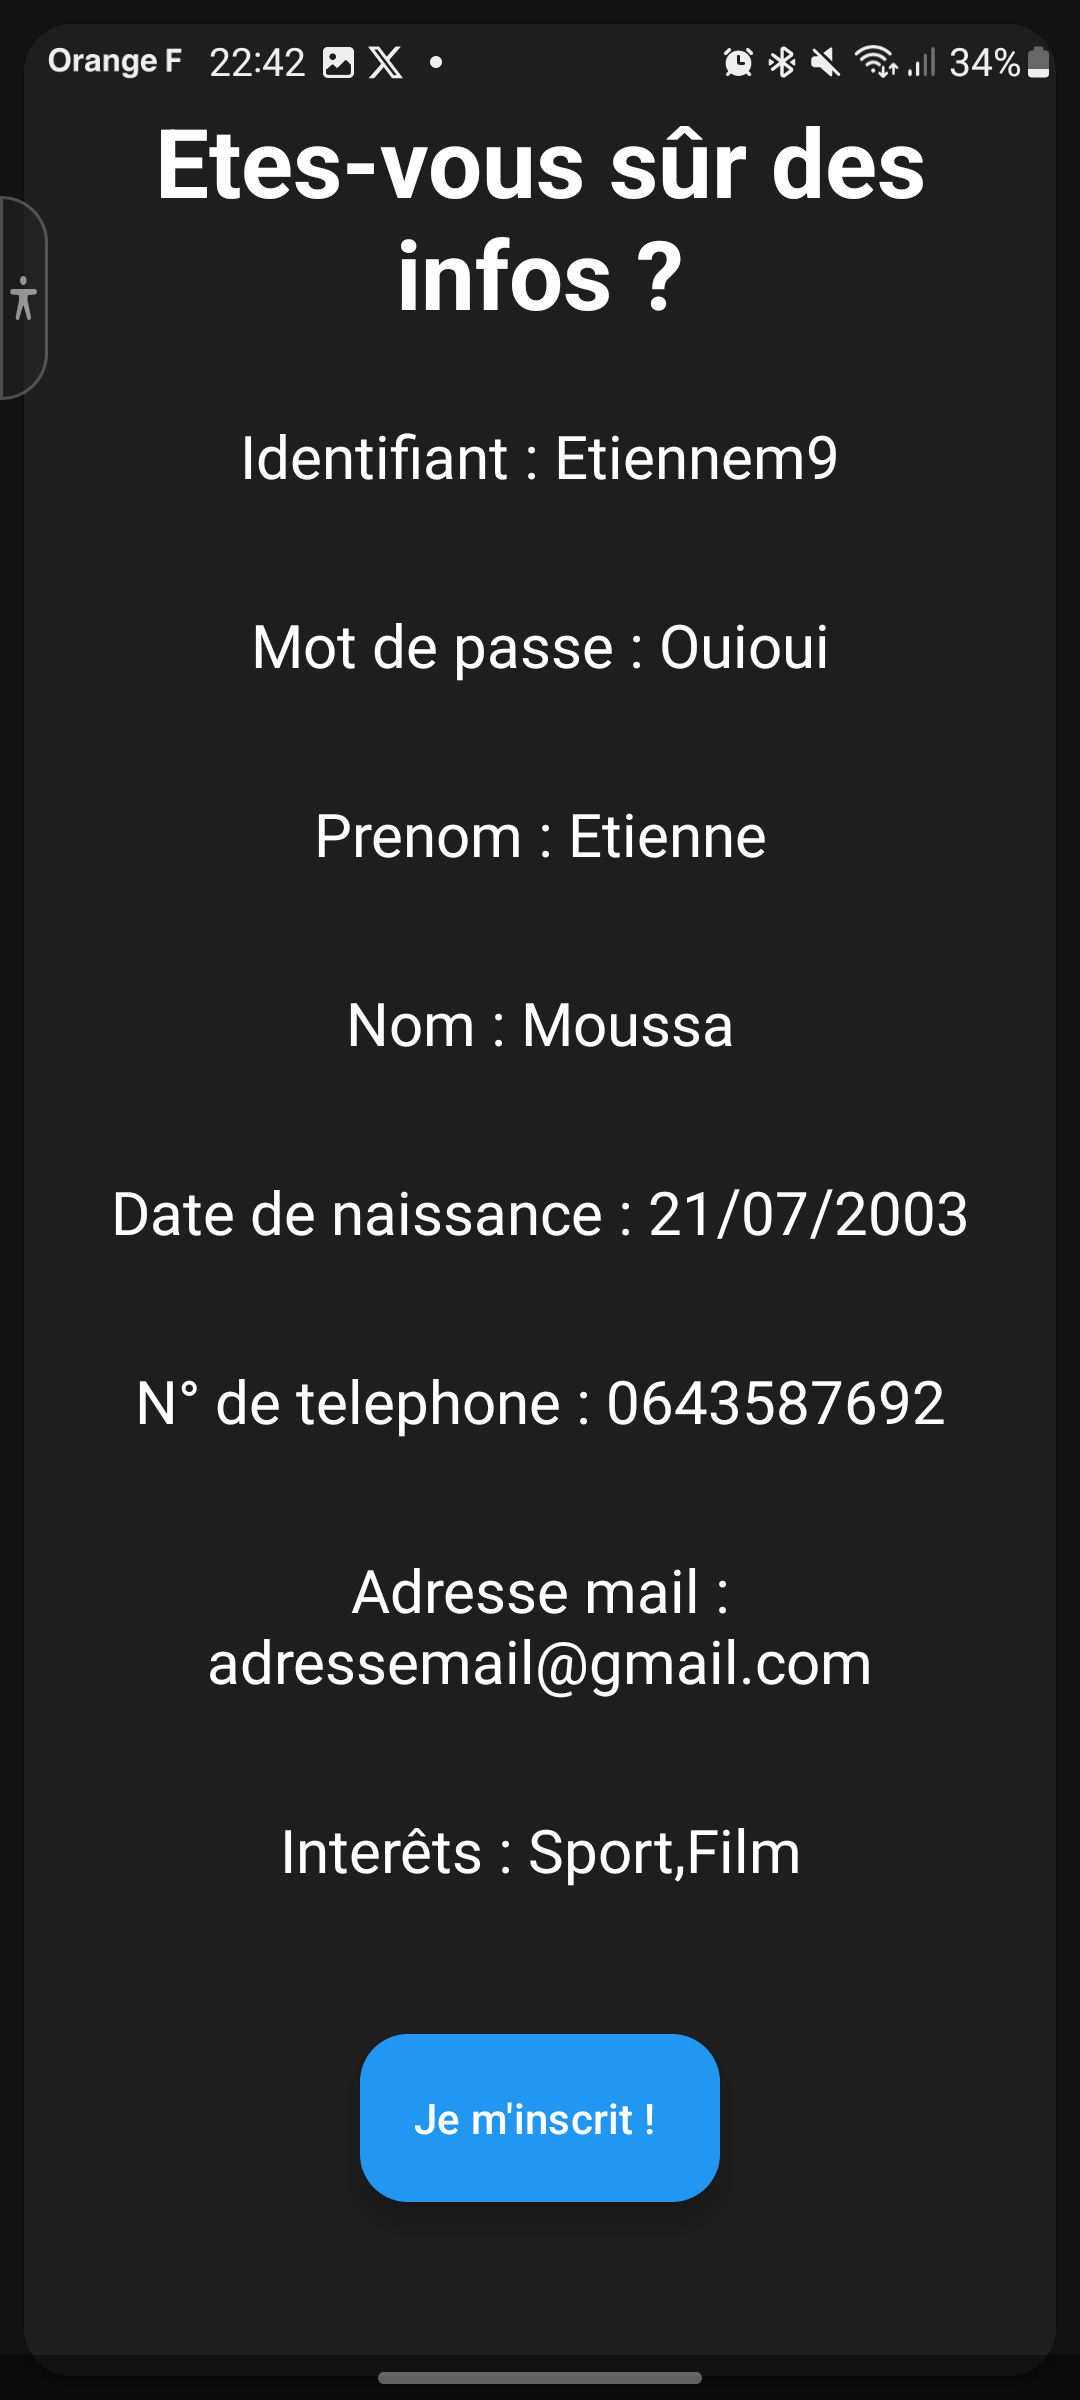 Orange F 22:42 34%
Etes-vous sûr des
infos ?
Identifiant : Etiennem9
Mot de passe : Ouioui
Prenom : Etienne
Nom : Moussa
Date de naissance : 21/07/2003
N° de telephone : 0643587692
Adresse mail :
adressemail@gmail.com
Interêts : Sport,Film
Je m'inscrit !